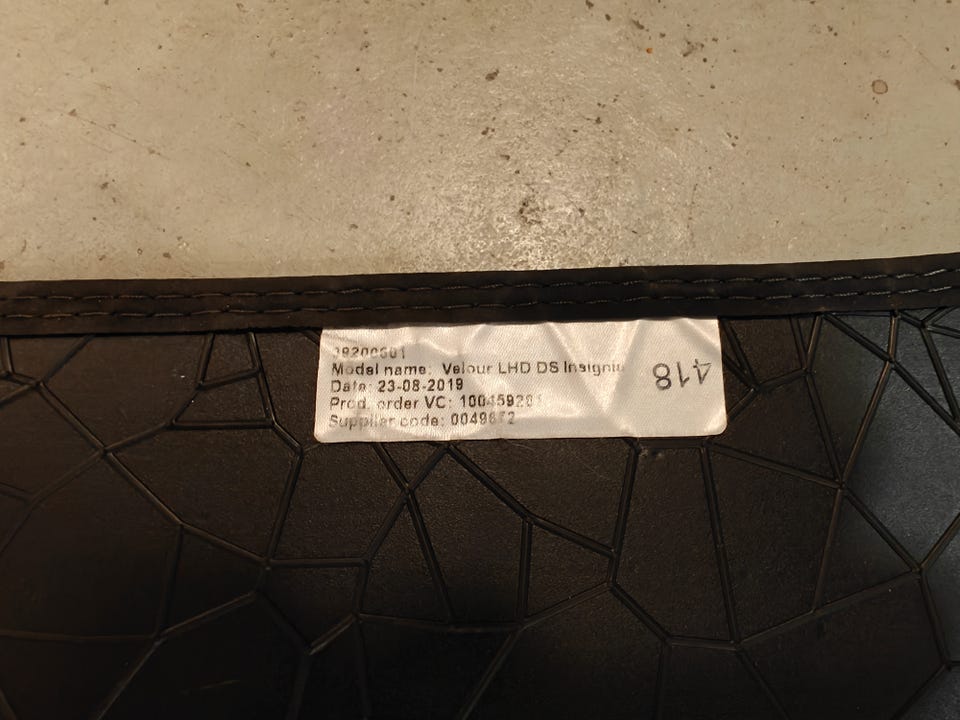 Model name: Velour LHD DS Insignia
Date: 23-08-2019
Prod. order VC:
Supplier code:
418